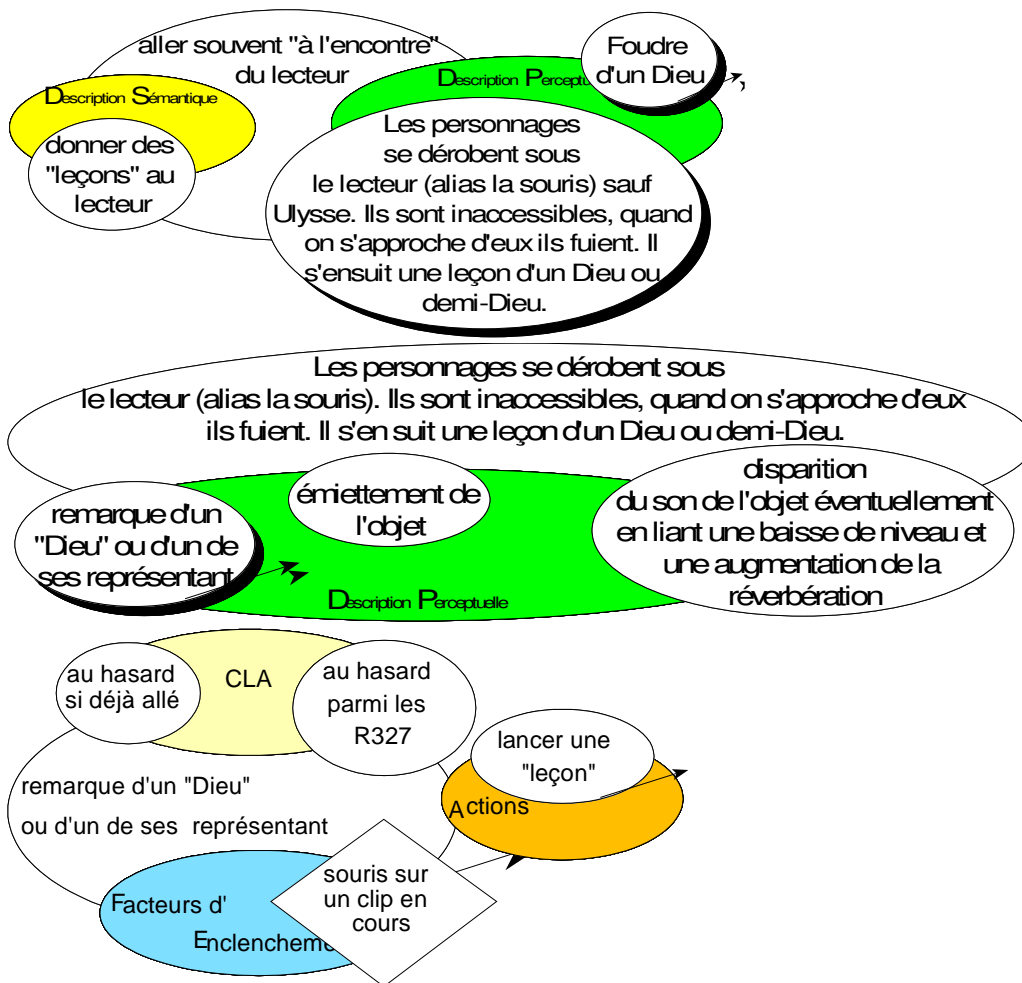 aller souvent "à l'encontre"
du lecteur
Foudre
d'un Dieu
Description Sémantique
donner des
"leçons" au
lecteur
Description
Les personnages
se dérobent sous
le lecteur (alias la souris) sauf
Ulysse. Ils sont inaccessibles, quand
on s'approche d'eux ils fuient. Il
s'ensuit une leçon d'un Dieu ou
demi-Dieu.
Les personnages se dérobent sous
le lecteur (alias la souris). Ils sont inaccessibles, quand on s'approche d'eux
ils fuient. Il s'en suit une leçon d'un Dieu ou demi-Dieu.
remarque d'un
"Dieu" ou d'un de
ses représentant
émiettement de
l'objet
disparition
du son de l'objet éventuellement
en liant une baisse de niveau et
une augmentation de la
réverbération
Description Perceptuelle
au hasard
si déjà allé
CLA
au hasard
parmi les
R327
lancer une
"leçon"
Actions
remarque d'un "Dieu"
ou d'un de ses représentant
Facteurs d'
souris sur
un clip en
cours